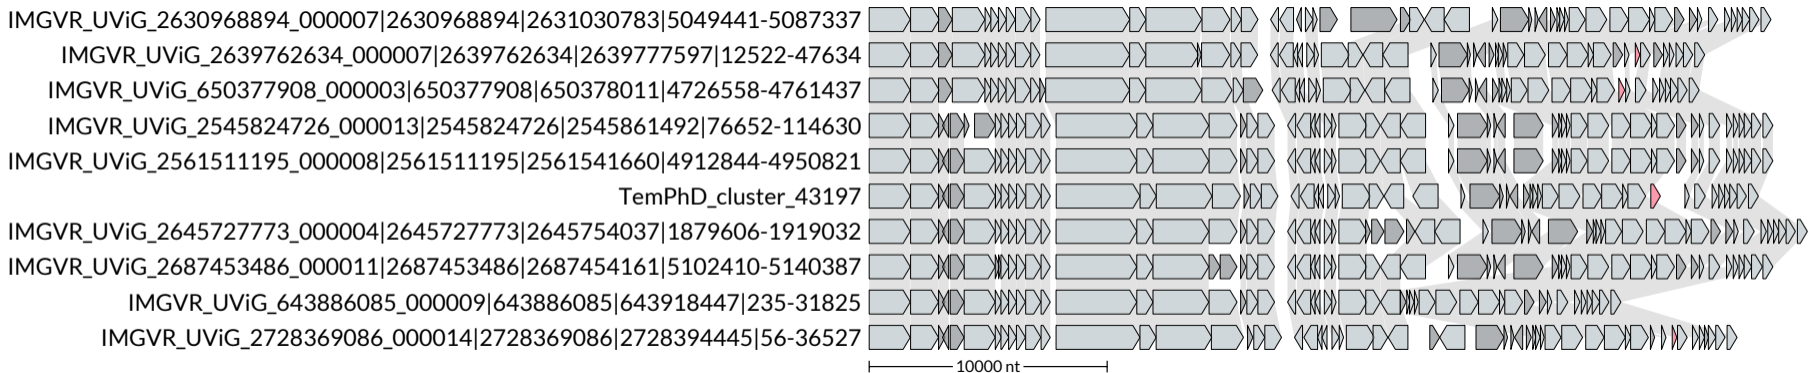 IMGVR_UViG_2630968894_000007|2630968894|2631030783|5049441-5087337
IMGVR_UViG_2639762634_000007|2639762634|2639777597|12522-47634
IMGVR_UViG_650377908_000003|650377908|650378011|4726558-4761437
IMGVR_UViG_2545824726_000013|2545824726|2545861492|76652-114630
IMGVR_UViG_2561511195_000008|2561511195|2561541660|4912844-4950821
TemPhD_cluster_43197
IMGVR_UViG_2645727773_000004|2645727773|2645754037|1879606-1919032
IMGVR_UViG_2687453486_000011|2687453486|2687454161|5102410-5140387
IMGVR_UViG_643886085_000009|643886085|643918447|235-31825
IMGVR_UViG_2728369086_000014|2728369086|2728394445|56-36527
10000 nt